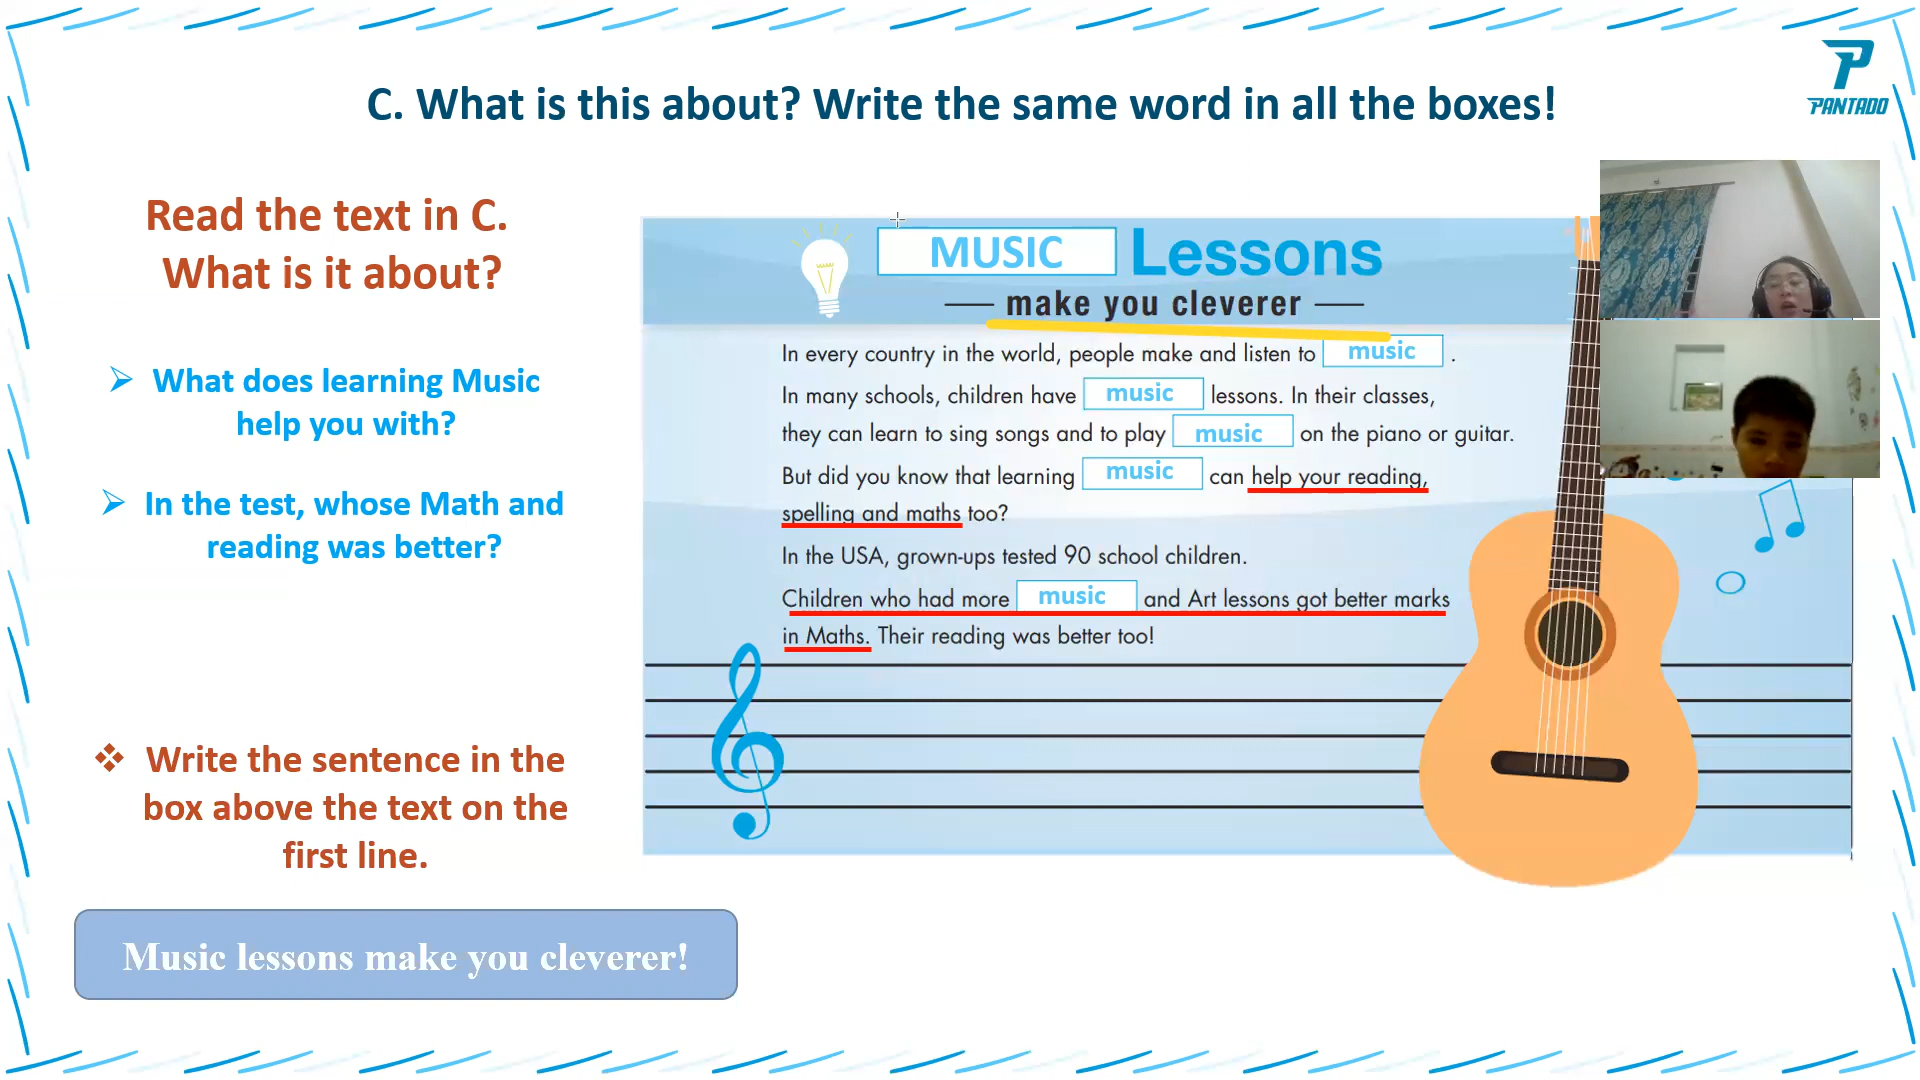 C. What is this about? Write the same word in all the boxes!
PANTADO
Read the text in C.
What is it about?
What does learning Music
help you with?
In the test, whose Math and
reading was better?
Write the sentence in the
box above the text on the
first line.
Music lessons make you cleverer!
MUSIC Lessons
make you cleverer
In every country in the world, people make and listen to music .
In many schools, children have music lessons. In their classes,
they can learn to sing songs and to play music on the piano or guitar.
But did you know that learning music can help your reading,
spelling and maths too?
In the USA, grown-ups tested 90 school children.
Children who had more music and Art lessons got better marks
in Maths. Their reading was better too!